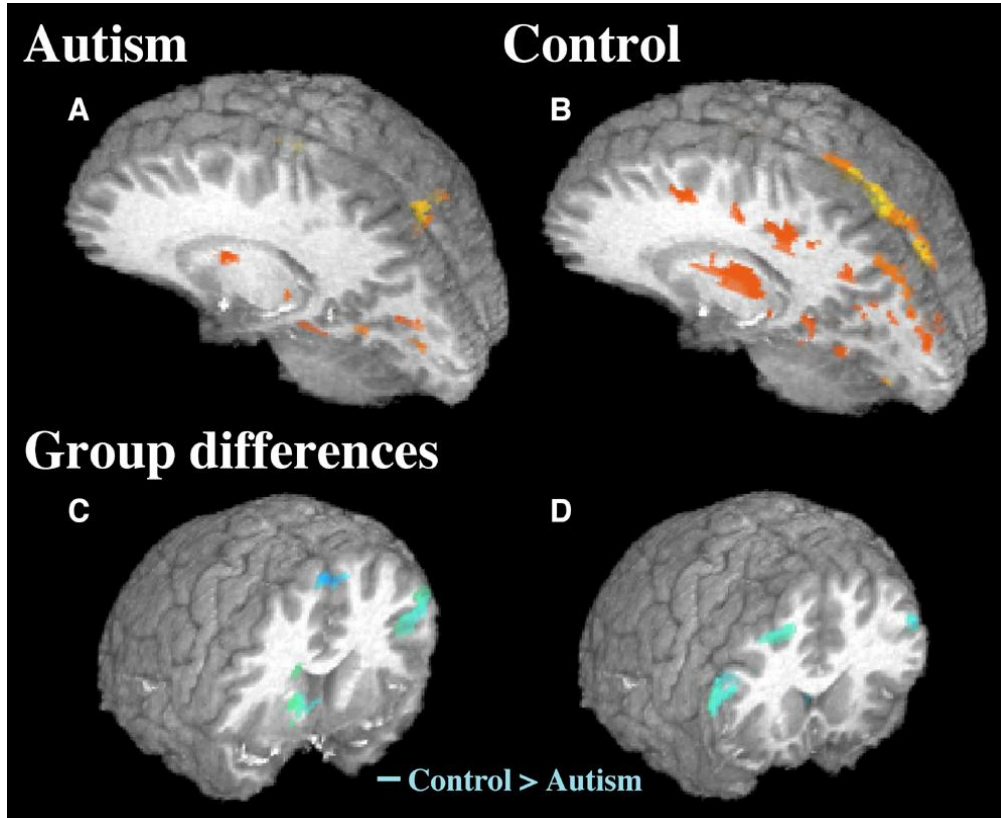 Autism
Control
A
B
Group differences
C
D
– Control > Autism